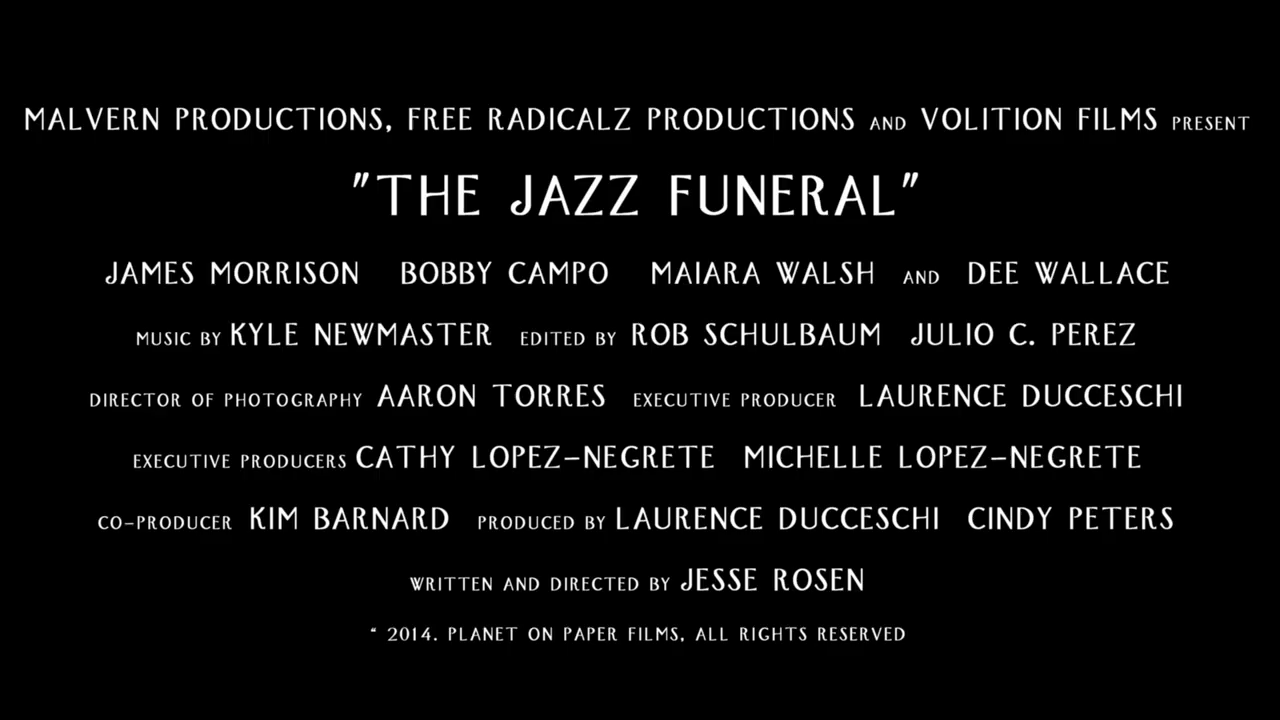 MALVERN PRODUCTIONS, FREE RADICALZ PRODUCTIONS AND VOLITION FILMS PRESENT
"THE JAZZ FUNERAL"
JAMES MORRISON BOBBY CAMPO MAIARA WALSH AND DEE WALLACE
MUSIC BY KYLE NEWMASTER EDITED BY ROB SCHULBAUM JULIO C. PEREZ
DIRECTOR OF PHOTOGRAPHY AARON TORRES EXECUTIVE PRODUCER LAURENCE DUCCESCHI
EXECUTIVE PRODUCERS CATHY LOPEZ-NEGRETE MICHELLE LOPEZ-NEGRETE
CO-PRODUCER KIM BARNARD PRODUCED BY LAURENCE DUCCESCHI CINDY PETERS
WRITTEN AND DIRECTED BY JESSE ROSEN
“ 2014. PLANET ON PAPER FILMS, ALL RIGHTS RESERVED